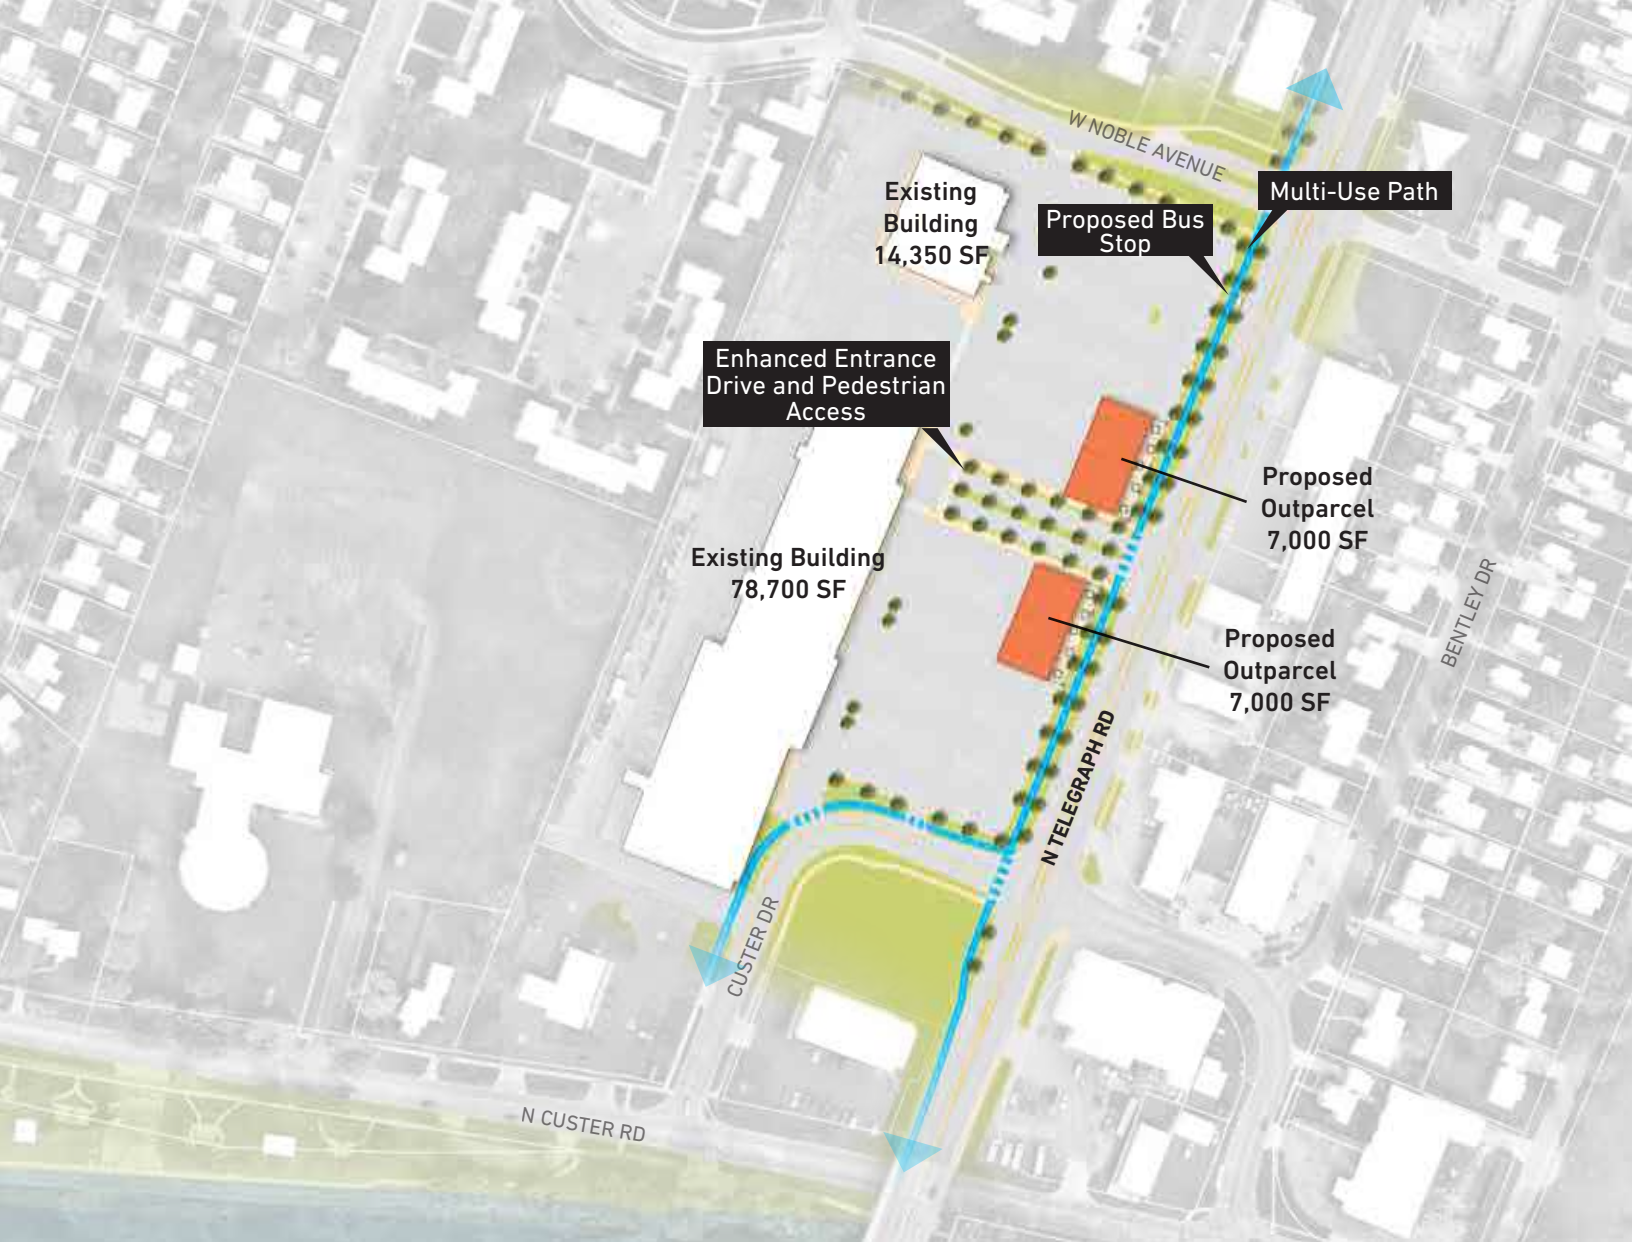 W NOBLE AVENUE
Multi-Use Path
Existing
Building
14,350 SF
Proposed Bus
Stop
Enhanced Entrance
Drive and Pedestrian
Access
Proposed
Outparcel
7,000 SF
Existing Building
78,700 SF
BENTLEY DR
Proposed
Outparcel
7,000 SF
N TELEGRAPH RD
CUSTER DR
N CUSTER RD